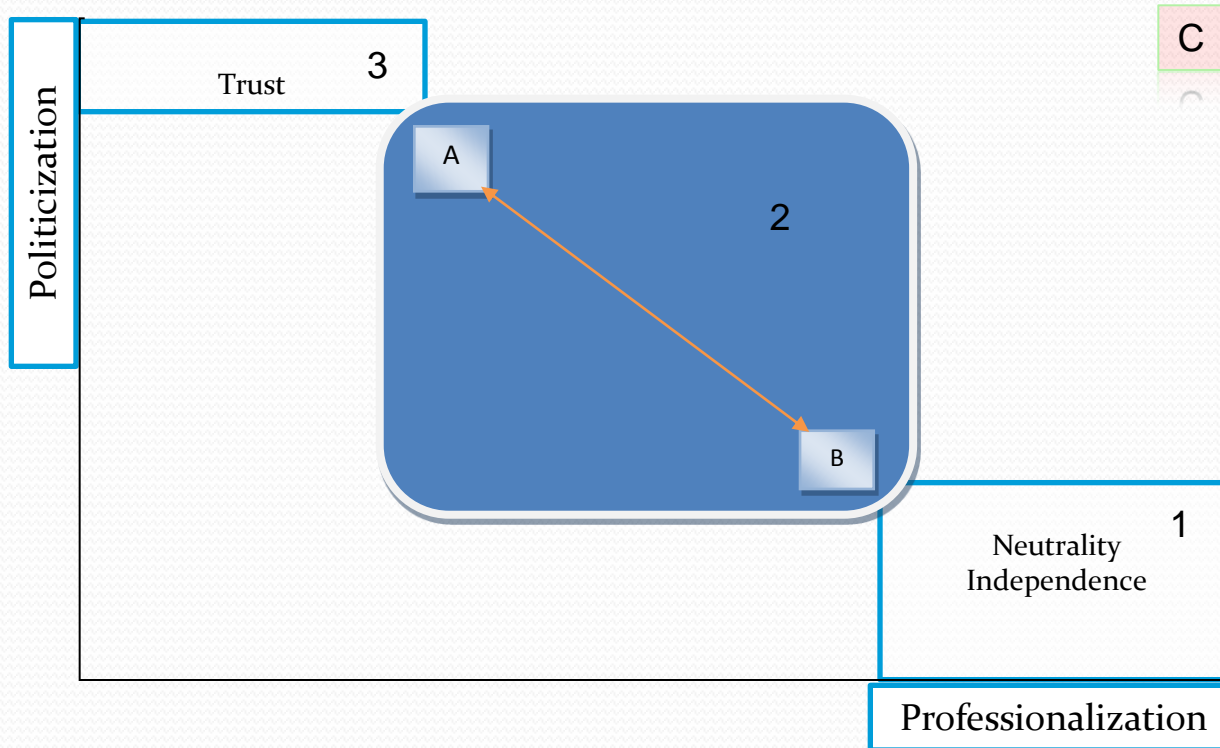 C
3
Trust
Politicization
A
2
B
1
Neutrality
Independence
Professionalization